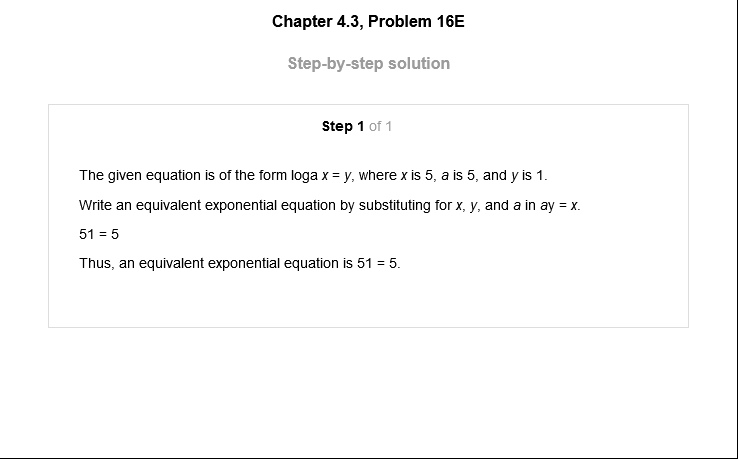 Chapter 4.3, Problem 16E
Step-by-step solution
Step 1 of 1
The given equation is of the form loga x = y, where x is 5, a is 5, and y is 1.
Write an equivalent exponential equation by substituting for x, y, and a in ay = x.
51 = 5
Thus, an equivalent exponential equation is 51 = 5.